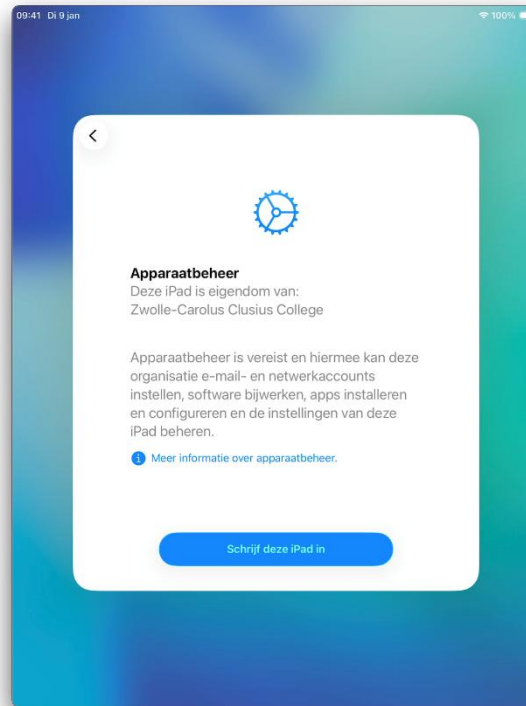 09:41 Di 9 jan
100%
Apparaatbeheer
Deze iPad is eigendom van:
Zwolle-Carolus Clusius College
Apparaatbeheer is vereist en hiermee kan deze
organisatie e-mail- en netwerkaccounts
instellen, software bijwerken, apps installeren
en configureren en de instellingen van deze
iPad beheren.
Meer informatie over apparaatbeheer.
Schrijf deze iPad in